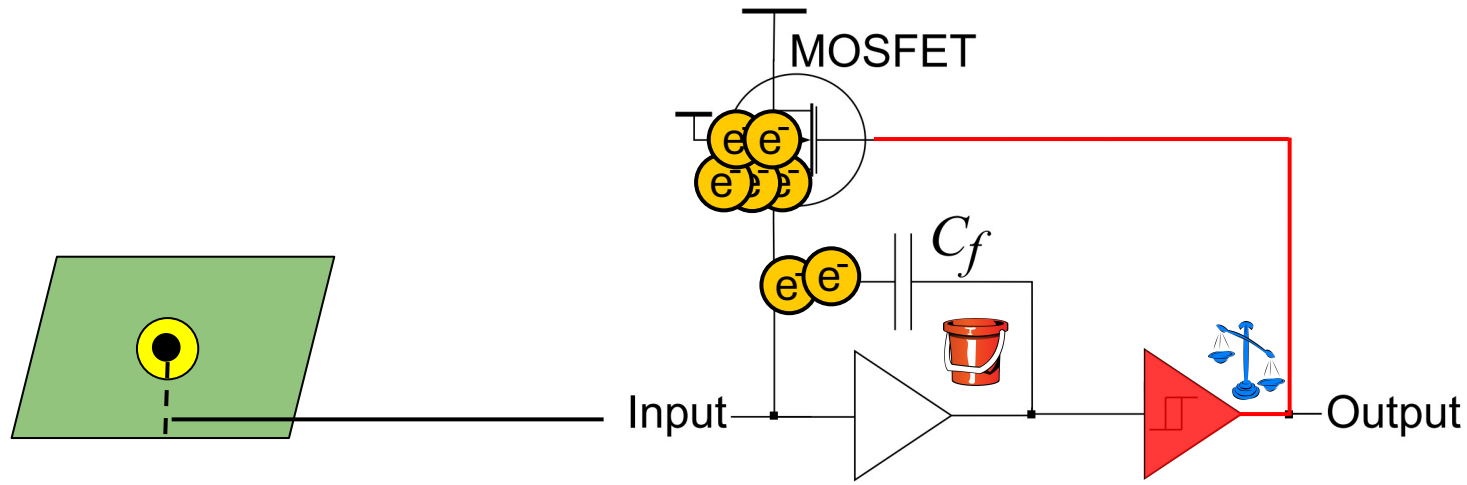 MOSFET
e⁻ e⁻
e⁻ e⁻ e⁻
C_f
e⁻ e⁻
Input
Output